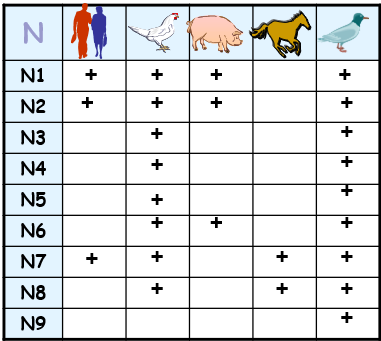 N
N1 + + + +
N2 + + + +
N3 + +
N4 + +
N5 + +
N6 + + +
N7 + + + +
N8 + + +
N9 +